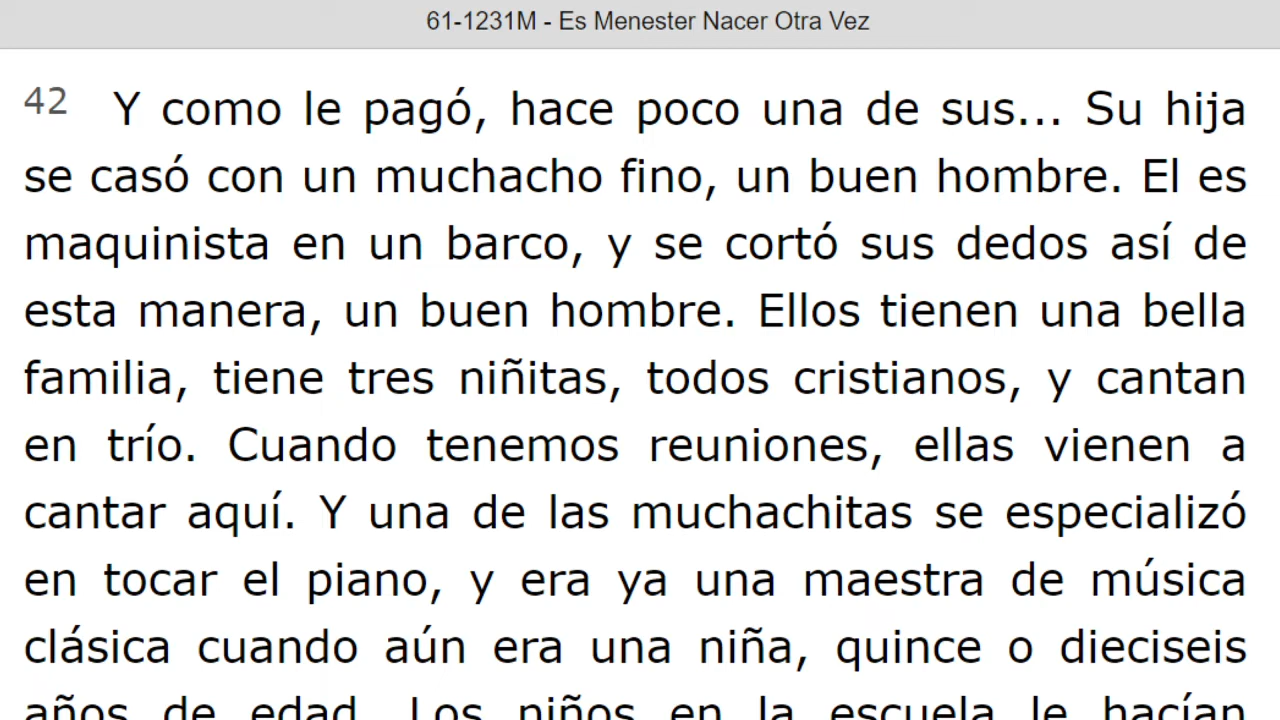 61-1231M - Es Menester Nacer Otra Vez
42 Y como le pagó, hace poco una de sus... Su hija
se casó con un muchacho fino, un buen hombre. El es
maquinista en un barco, y se cortó sus dedos así de
esta manera, un buen hombre. Ellos tienen una bella
familia, tiene tres niñitas, todos cristianos, y cantan
en trío. Cuando tenemos reuniones, ellas vienen a
cantar aquí. Y una de las muchachitas se especializó
en tocar el piano, y era ya una maestra de música
clásica cuando aún era una niña, quince o dieciseis
años de edad. Los niños en la escuela le hacían